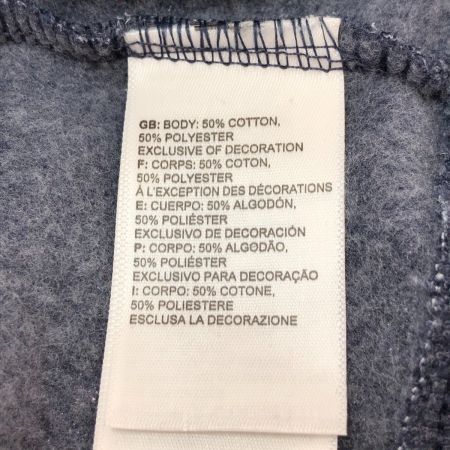 GB: BODY: 50% COTTON,
50% POLYESTER
EXCLUSIVE OF DECORATION
F: CORPS: 50% COTON,
50% POLYESTER
À L'EXCEPTION DES DÉCORATIONS
E: CUERPO: 50% ALGODÓN,
50% POLIÉSTER
EXCLUSIVO DE DECORACIÓN
P: CORPO: 50% ALGODÃO,
50% POLIÉSTER
EXCLUSIVO PARA DECORAÇÃO
I: CORPO: 50% COTONE,
50% POLIESTERE
ESCLUSA LA DECORAZIONE